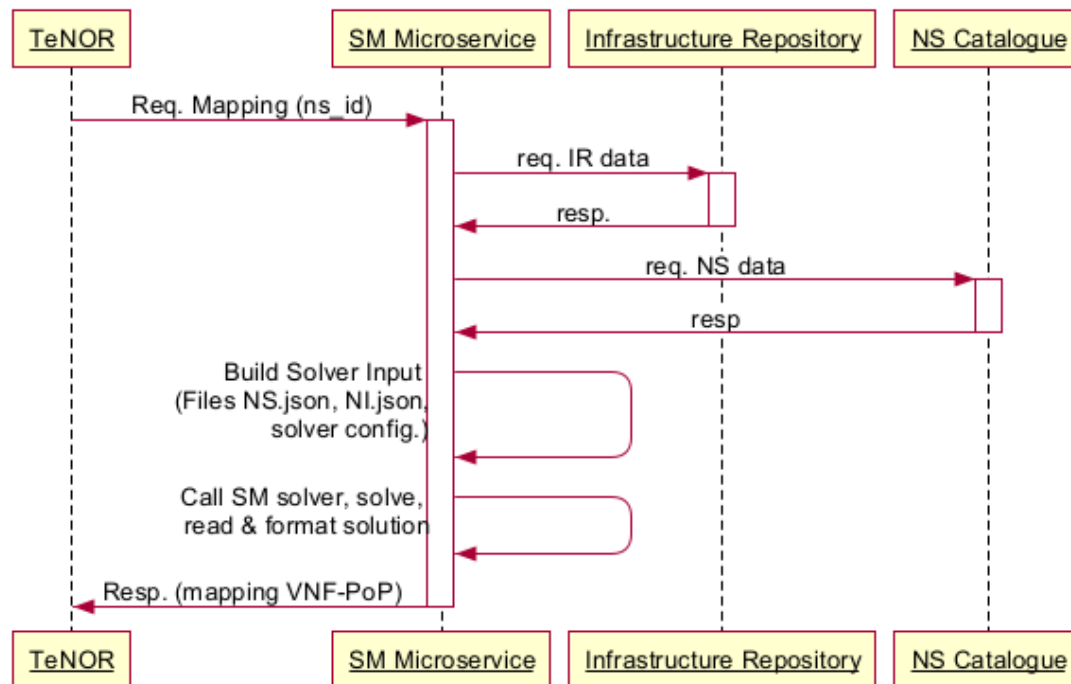 TeNOR
SM Microservice
Infrastructure Repository
NS Catalogue
Req. Mapping (ns_id)
req. IR data
resp.
req. NS data
resp
Build Solver Input
(Files NS.json, NI.json,
solver config.)
Call SM solver, solve,
read & format solution
Resp. (mapping VNF-PoP)
TeNOR
SM Microservice
Infrastructure Repository
NS Catalogue